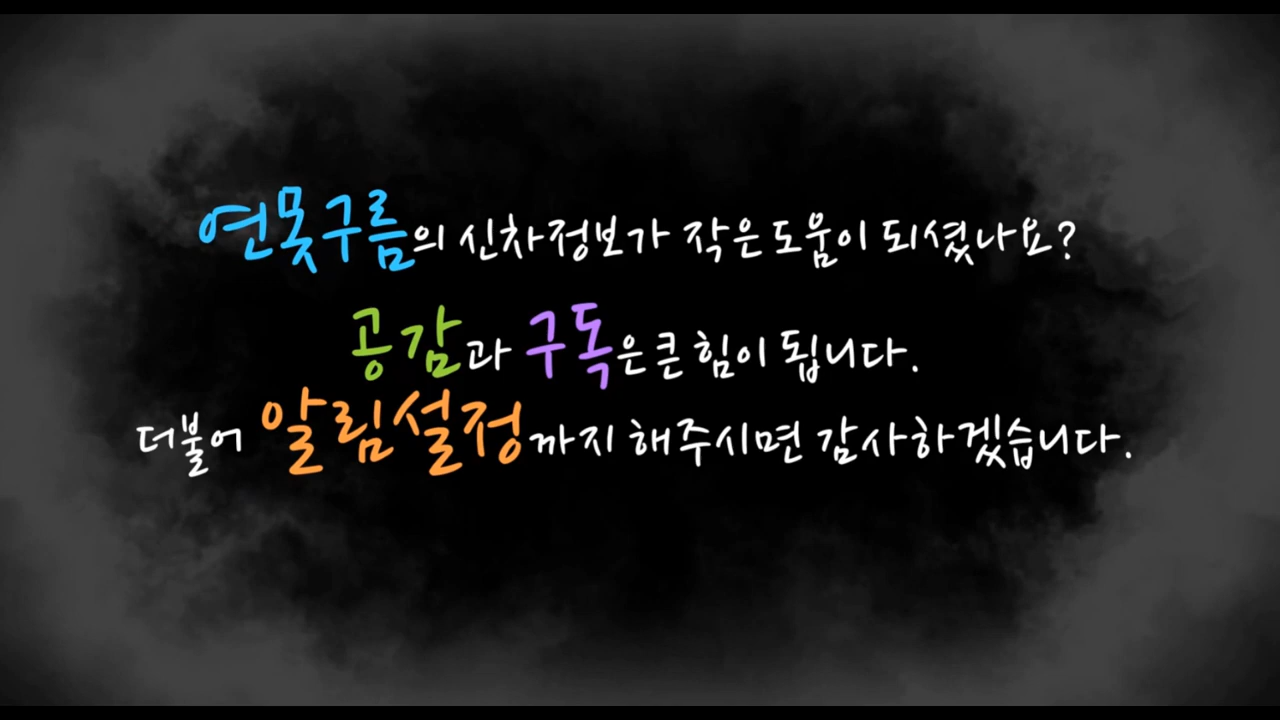 연못구름의 신차정보가 작은 도움이 되셨나요?
공감과 구독은 큰 힘이 됩니다.
더불어 알림설정까지 해주시면 감사하겠습니다.